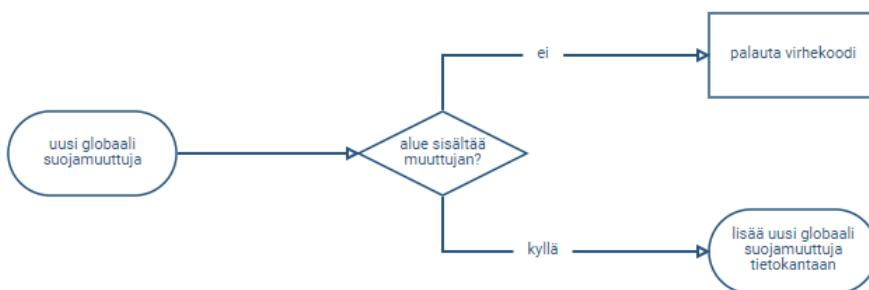 ei
palauta virhekoodi
uusi globaali
suojamuuttuja
alue sisältää
muuttujan?
kyllä
lisää uusi globaali
suojamuuttuja
tietokantaan